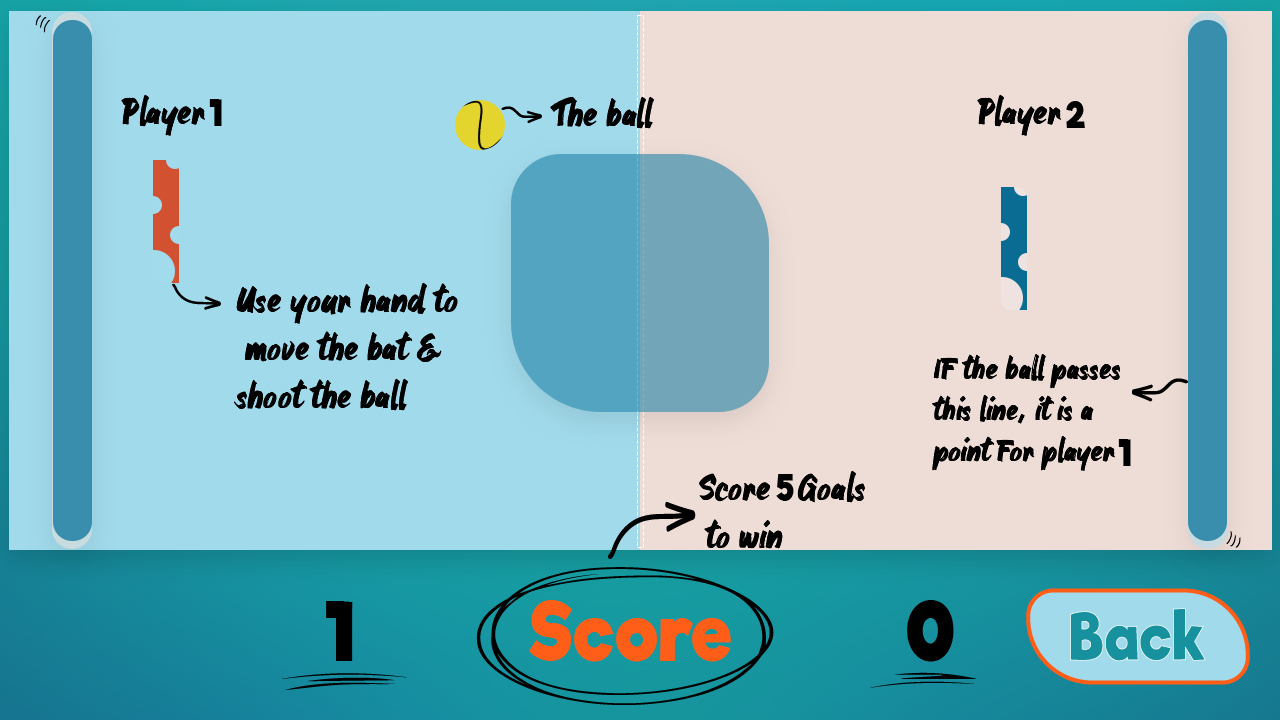 Player 1
The ball
Player 2
Use your hand to
move the bat &
shoot the ball
IF the ball passes
this line, it is a
point For player 1
Score 5 Goals
to win
1
Score
0
Back